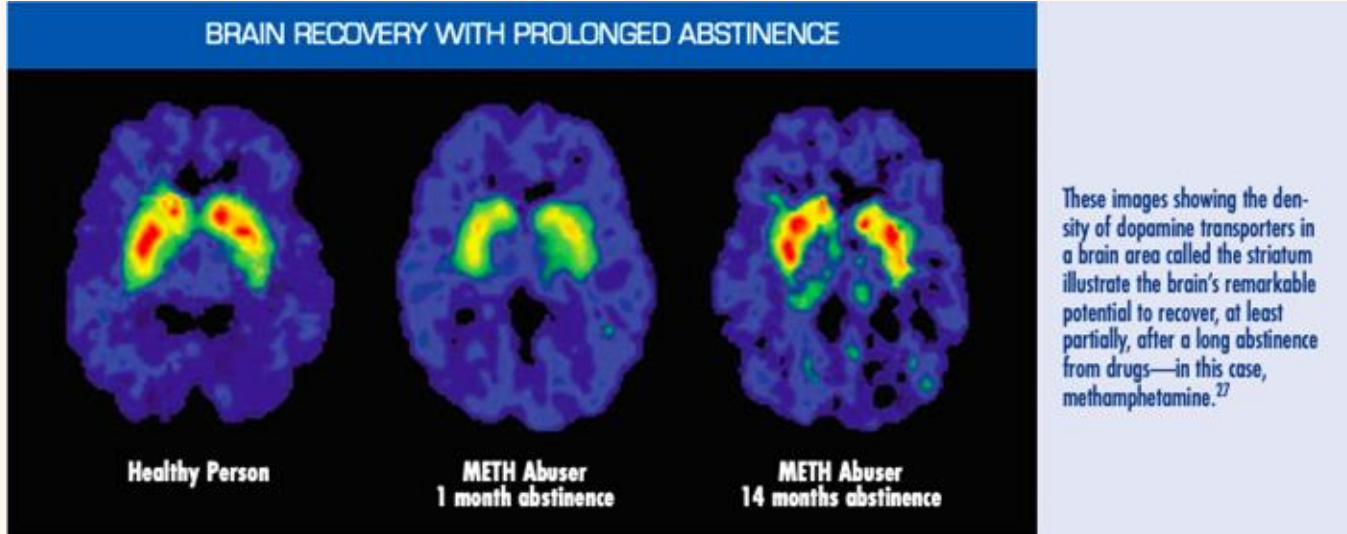 BRAIN RECOVERY WITH PROLONGED ABSTINENCE
Healthy Person
METH Abuser
1 month abstinence
METH Abuser
14 months abstinence
These images showing the den-
sity of dopamine transporters in
a brain area called the striatum
illustrate the brain's remarkable
potential to recover, at least
partially, after a long abstinence
from drugs—in this case,
methamphetamine.27